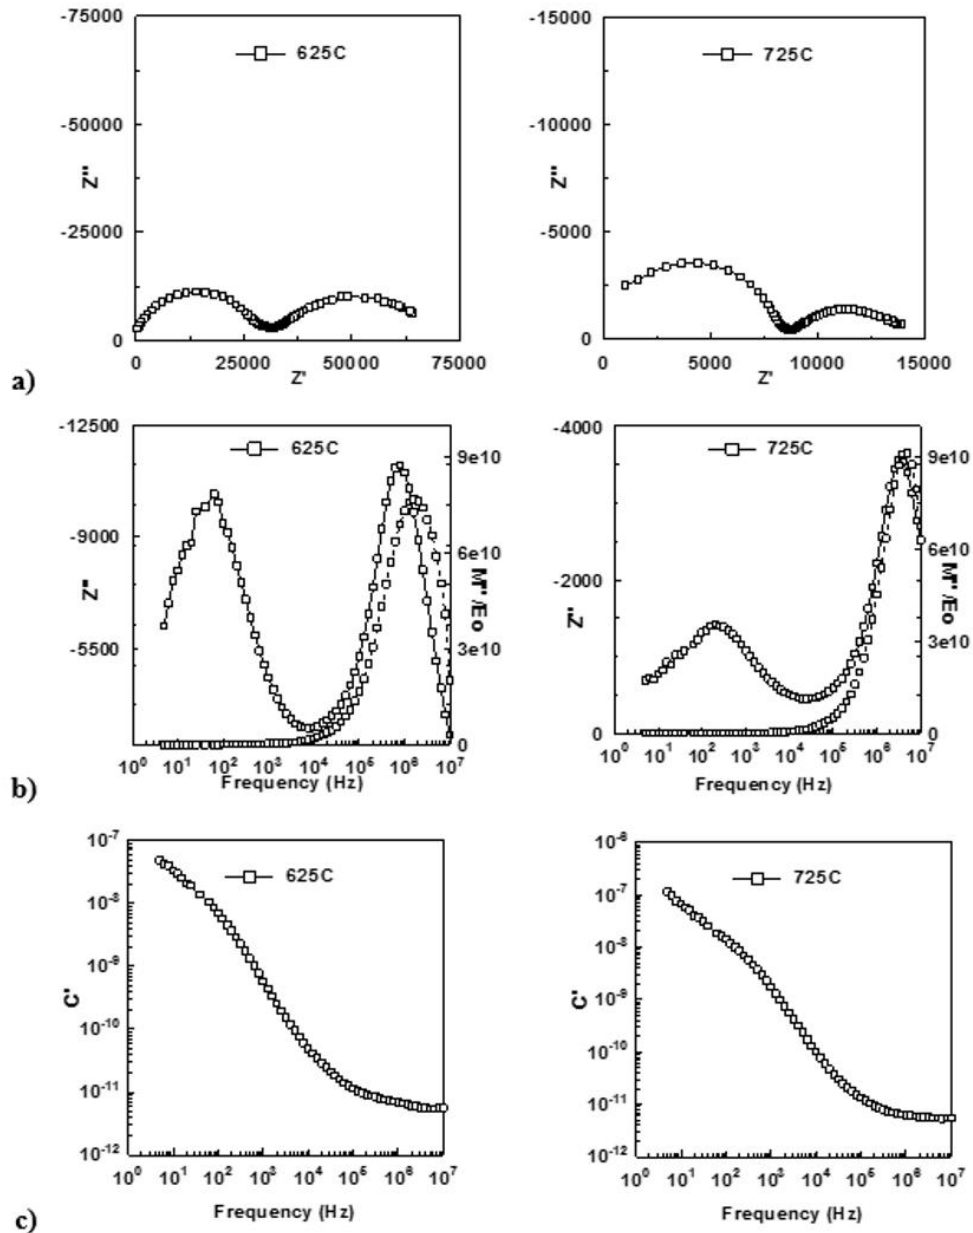 -75000
-50000
-25000
0
Z''
625C
0 25000 50000 75000
Z'
-15000
-10000
-5000
0
Z''
725C
0 5000 10000 15000
Z'
a)
-12500
-9000
-5500
Z''
625C
9e10
6e10
3e10
0
M''/Eo
10^0 10^1 10^2 10^3 10^4 10^5 10^6 10^7
Frequency (Hz)
-4000
-2000
0
Z''
725C
9e10
6e10
3e10
0
M''/Eo
10^0 10^1 10^2 10^3 10^4 10^5 10^6 10^7
Frequency (Hz)
b)
10^-7
10^-8
10^-9
10^-10
10^-11
10^-12
C'
625C
10^0 10^1 10^2 10^3 10^4 10^5 10^6 10^7
Frequency (Hz)
10^-6
10^-7
10^-8
10^-9
10^-10
10^-11
10^-12
C'
725C
10^0 10^1 10^2 10^3 10^4 10^5 10^6 10^7
Frequency (Hz)
c)